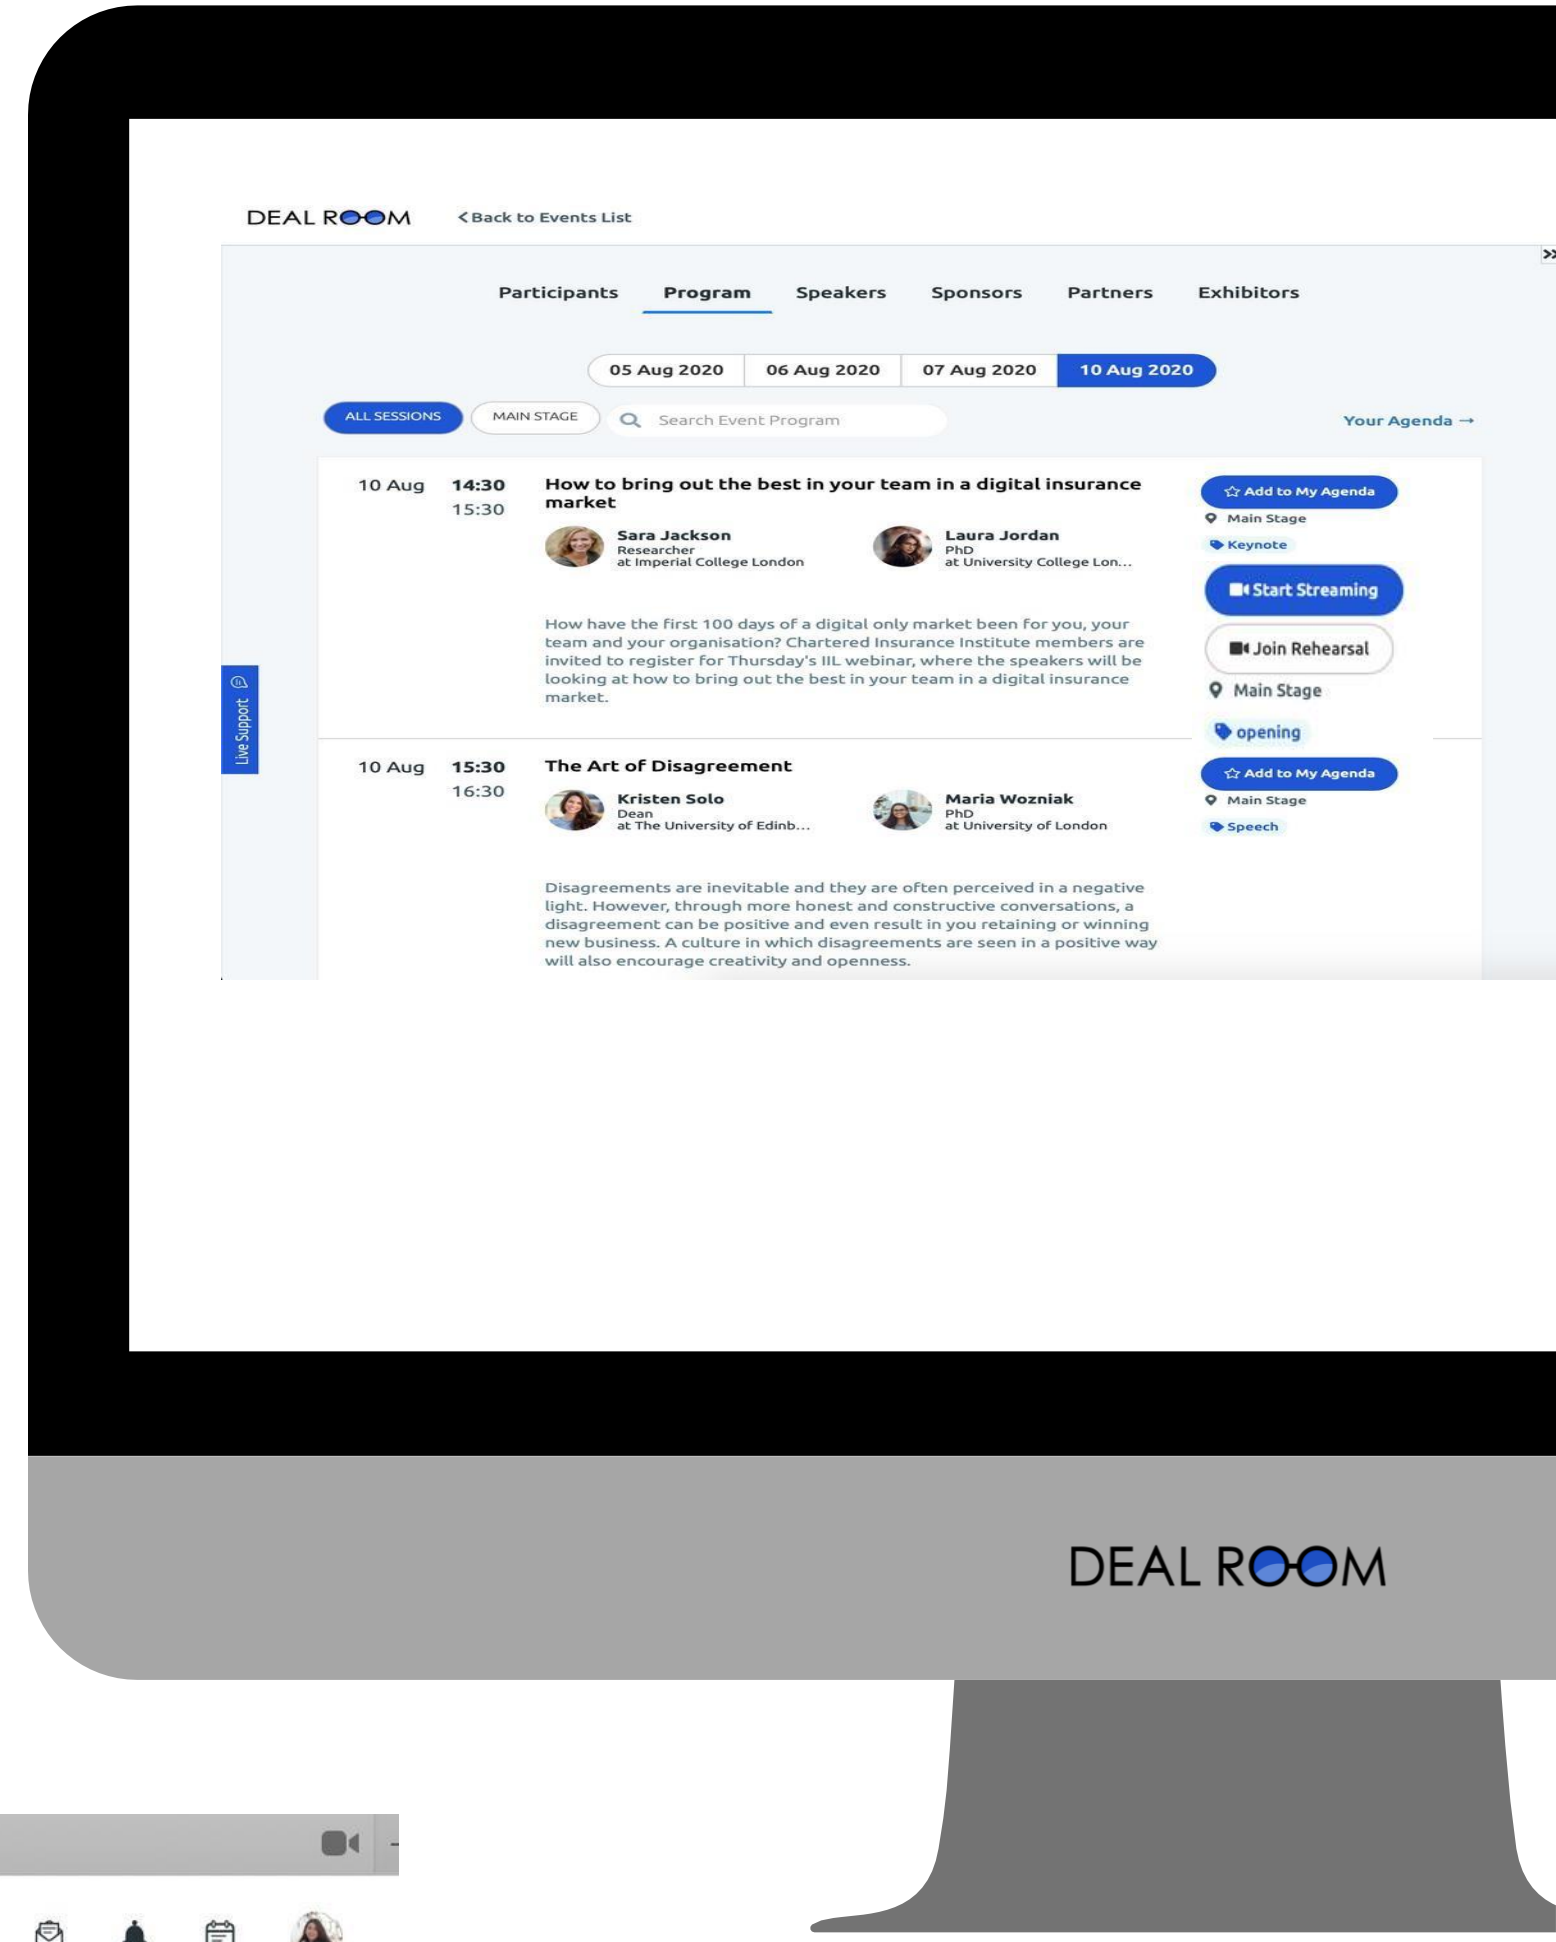 DEAL ROOM
Back to Events List
Participants Program Speakers Sponsors Partners Exhibitors
05 Aug 2020 06 Aug 2020 07 Aug 2020 10 Aug 2020
ALL SESSIONS MAIN STAGE Search Event Program Your Agenda →
10 Aug 14:30 How to bring out the best in your team in a digital insurance
market
15:30
Add to My Agenda
Main Stage
Keynote
Sara Jackson
Researcher
at Imperial College London
Laura Jordan
PhD
at University College Lon...
Start Streaming
Join Rehearsal
Main Stage
opening
How have the first 100 days of a digital only market been for you, your
team and your organisation? Chartered Insurance Institute members are
invited to register for Thursday's IIL webinar, where the speakers will be
looking at how to bring out the best in your team in a digital insurance
market.
Live Support
10 Aug 15:30 The Art of Disagreement
16:30
Add to My Agenda
Main Stage
Speech
Kristen Solo
Dean
at The University of Edinb...
Maria Wozniak
PhD
at University of London
Disagreements are inevitable and they are often perceived in a negative
light. However, through more honest and constructive conversations, a
disagreement can be positive and even result in you retaining or winning
new business. A culture in which disagreements are seen in a positive way
will also encourage creativity and openness.
DEAL ROOM